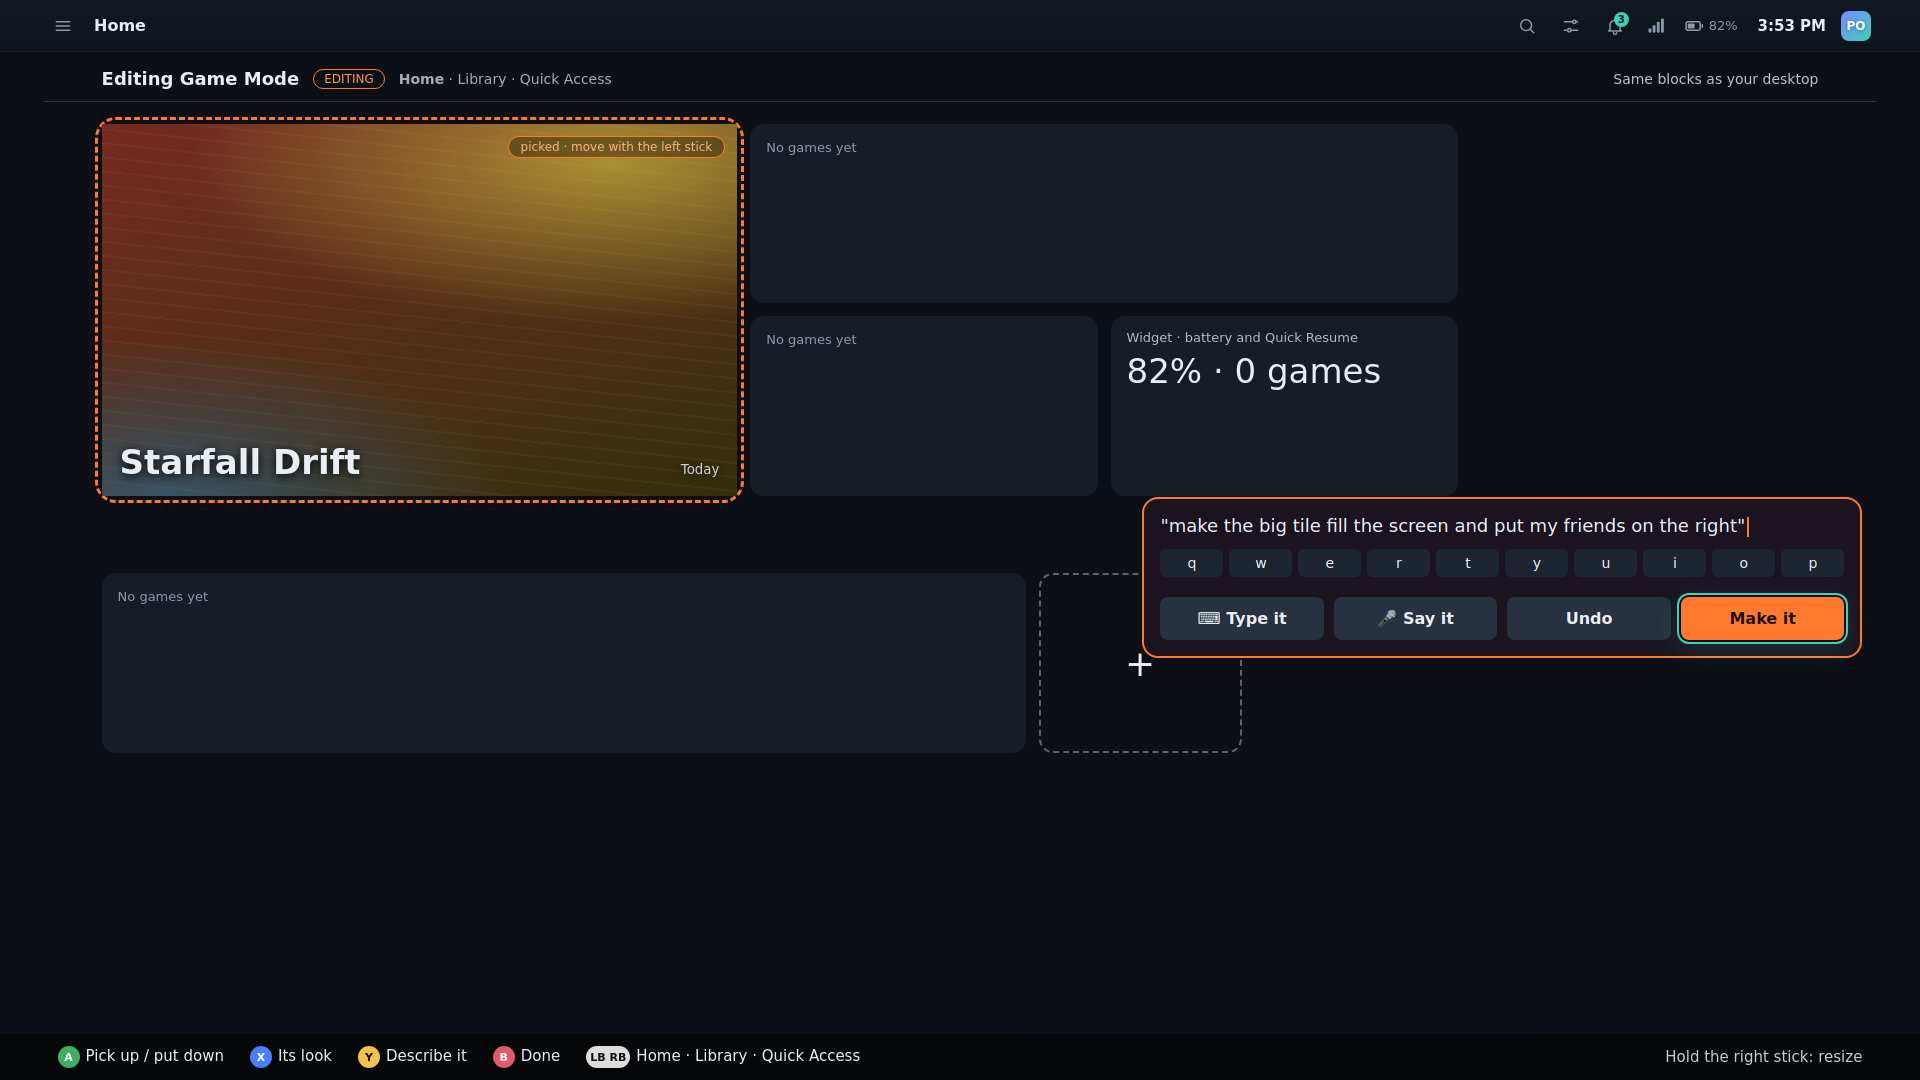 Home
3
82%
3:53 PM
PO
Editing Game Mode
EDITING
Home · Library · Quick Access
Same blocks as your desktop
picked · move with the left stick
Starfall Drift
Today
No games yet
No games yet
Widget · battery and Quick Resume
82% · 0 games
"make the big tile fill the screen and put my friends on the right"
q w e r t y u i o p
⌨ Type it
🎤 Say it
Undo
Make it
No games yet
+
A Pick up / put down
X Its look
Y Describe it
B Done
LB RB Home · Library · Quick Access
Hold the right stick: resize